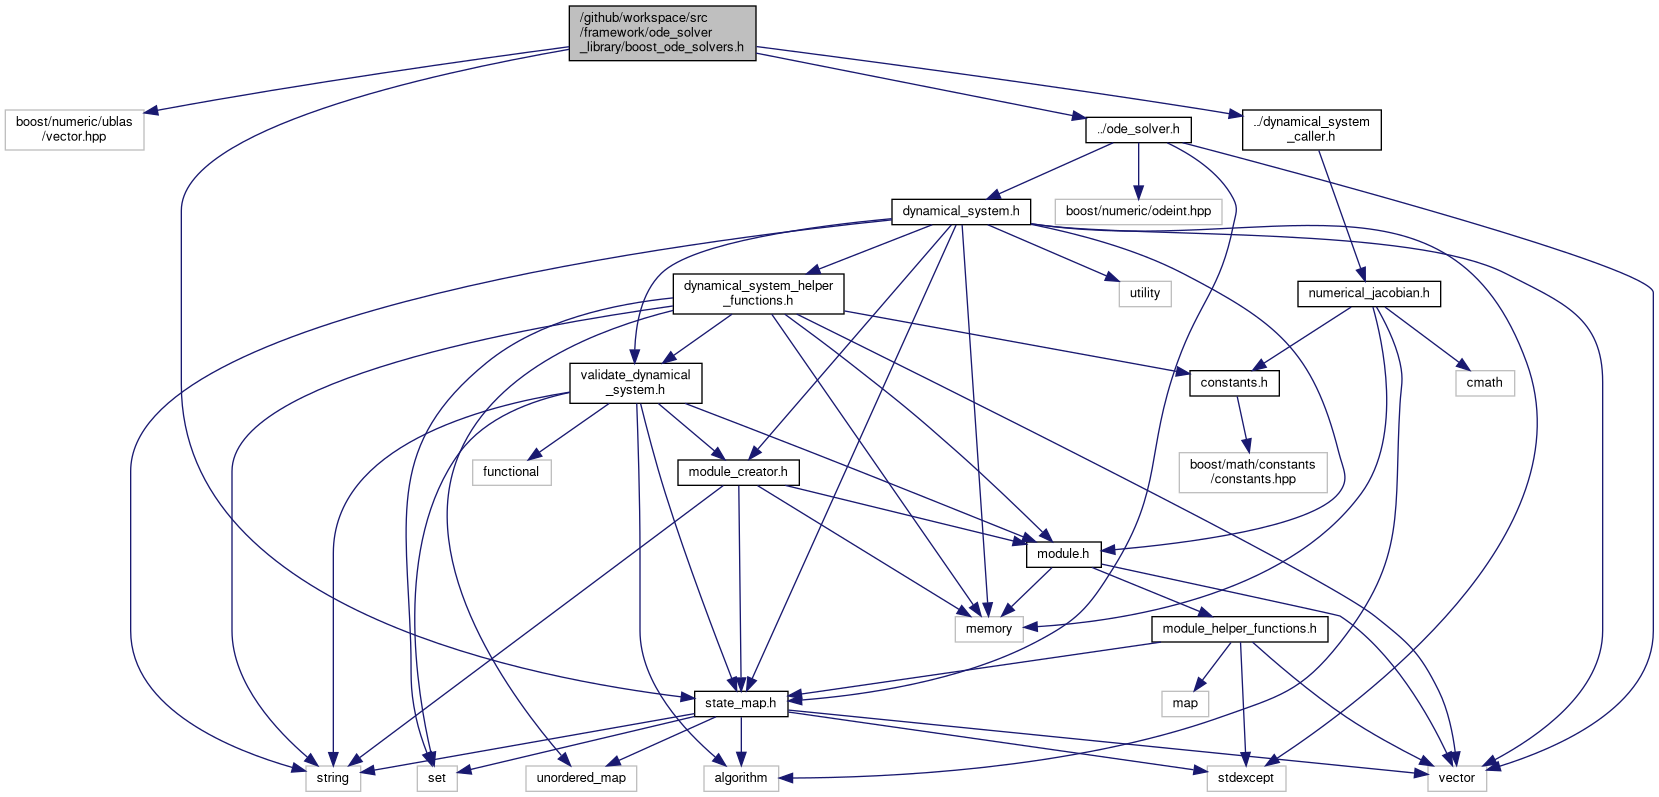 /github/workspace/src
/framework/ode_solver
_library/boost_ode_solvers.h
boost/numeric/ublas
/vector.hpp
../ode_solver.h
../dynamical_system
_caller.h
dynamical_system.h
boost/numeric/odeint.hpp
dynamical_system_helper
_functions.h
utility
numerical_jacobian.h
validate_dynamical
_system.h
constants.h
cmath
functional
module_creator.h
boost/math/constants
/constants.hpp
module.h
memory
module_helper_functions.h
state_map.h
map
string
set
unordered_map
algorithm
stdexcept
vector